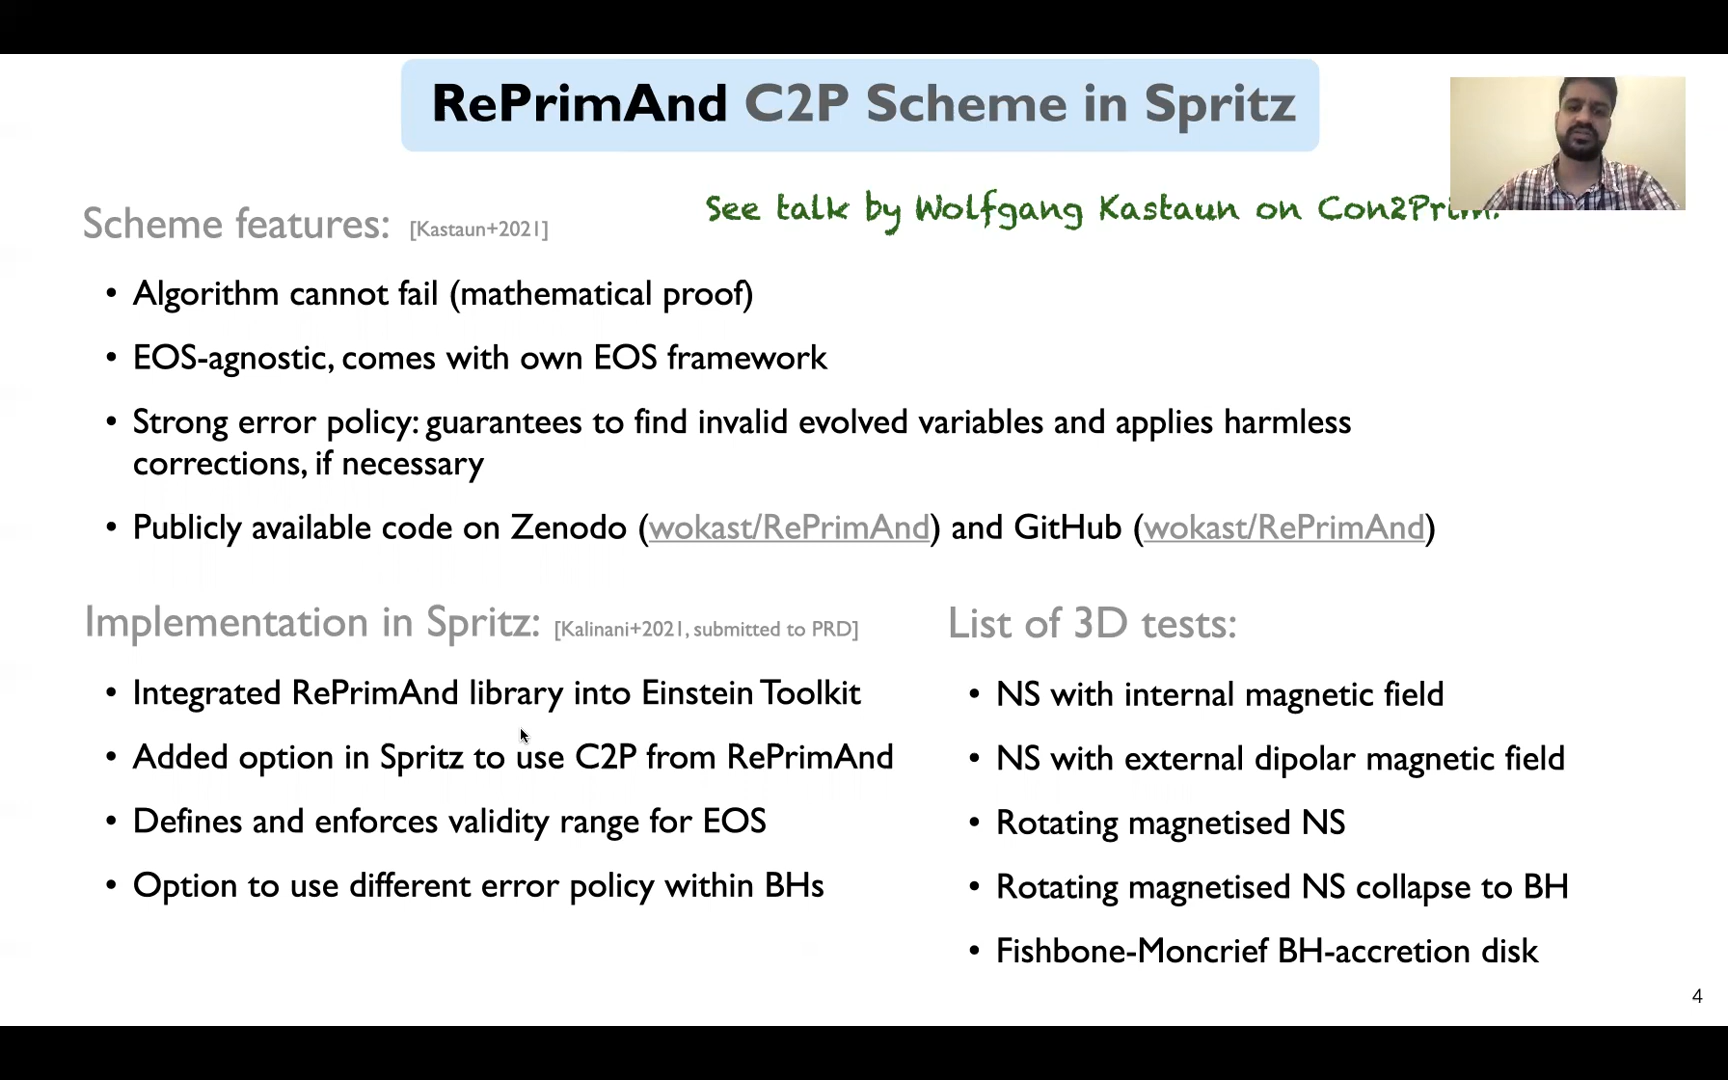 RePrimAnd C2P Scheme in Spritz
See talk by Wolfgang Kastaun on
Scheme features: [Kastaun+2021]
• Algorithm cannot fail (mathematical proof)
• EOS-agnostic, comes with own EOS framework
• Strong error policy: guarantees to find invalid evolved variables and applies harmless
corrections, if necessary
• Publicly available code on Zenodo (wokast/RePrimAnd) and GitHub (wokast/RePrimAnd)
Implementation in Spritz: [Kalinani+2021, submitted to PRD]
• Integrated RePrimAnd library into Einstein Toolkit
• Added option in Spritz to use C2P from RePrimAnd
• Defines and enforces validity range for EOS
• Option to use different error policy within BHs
List of 3D tests:
• NS with internal magnetic field
• NS with external dipolar magnetic field
• Rotating magnetised NS
• Rotating magnetised NS collapse to BH
• Fishbone-Moncrief BH-accretion disk
4